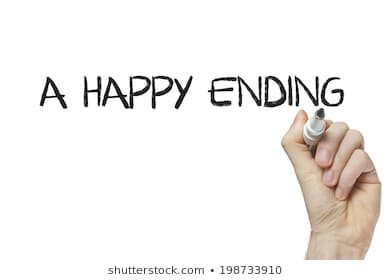 A HAPPY ENDING
shutterstock.com • 198733910